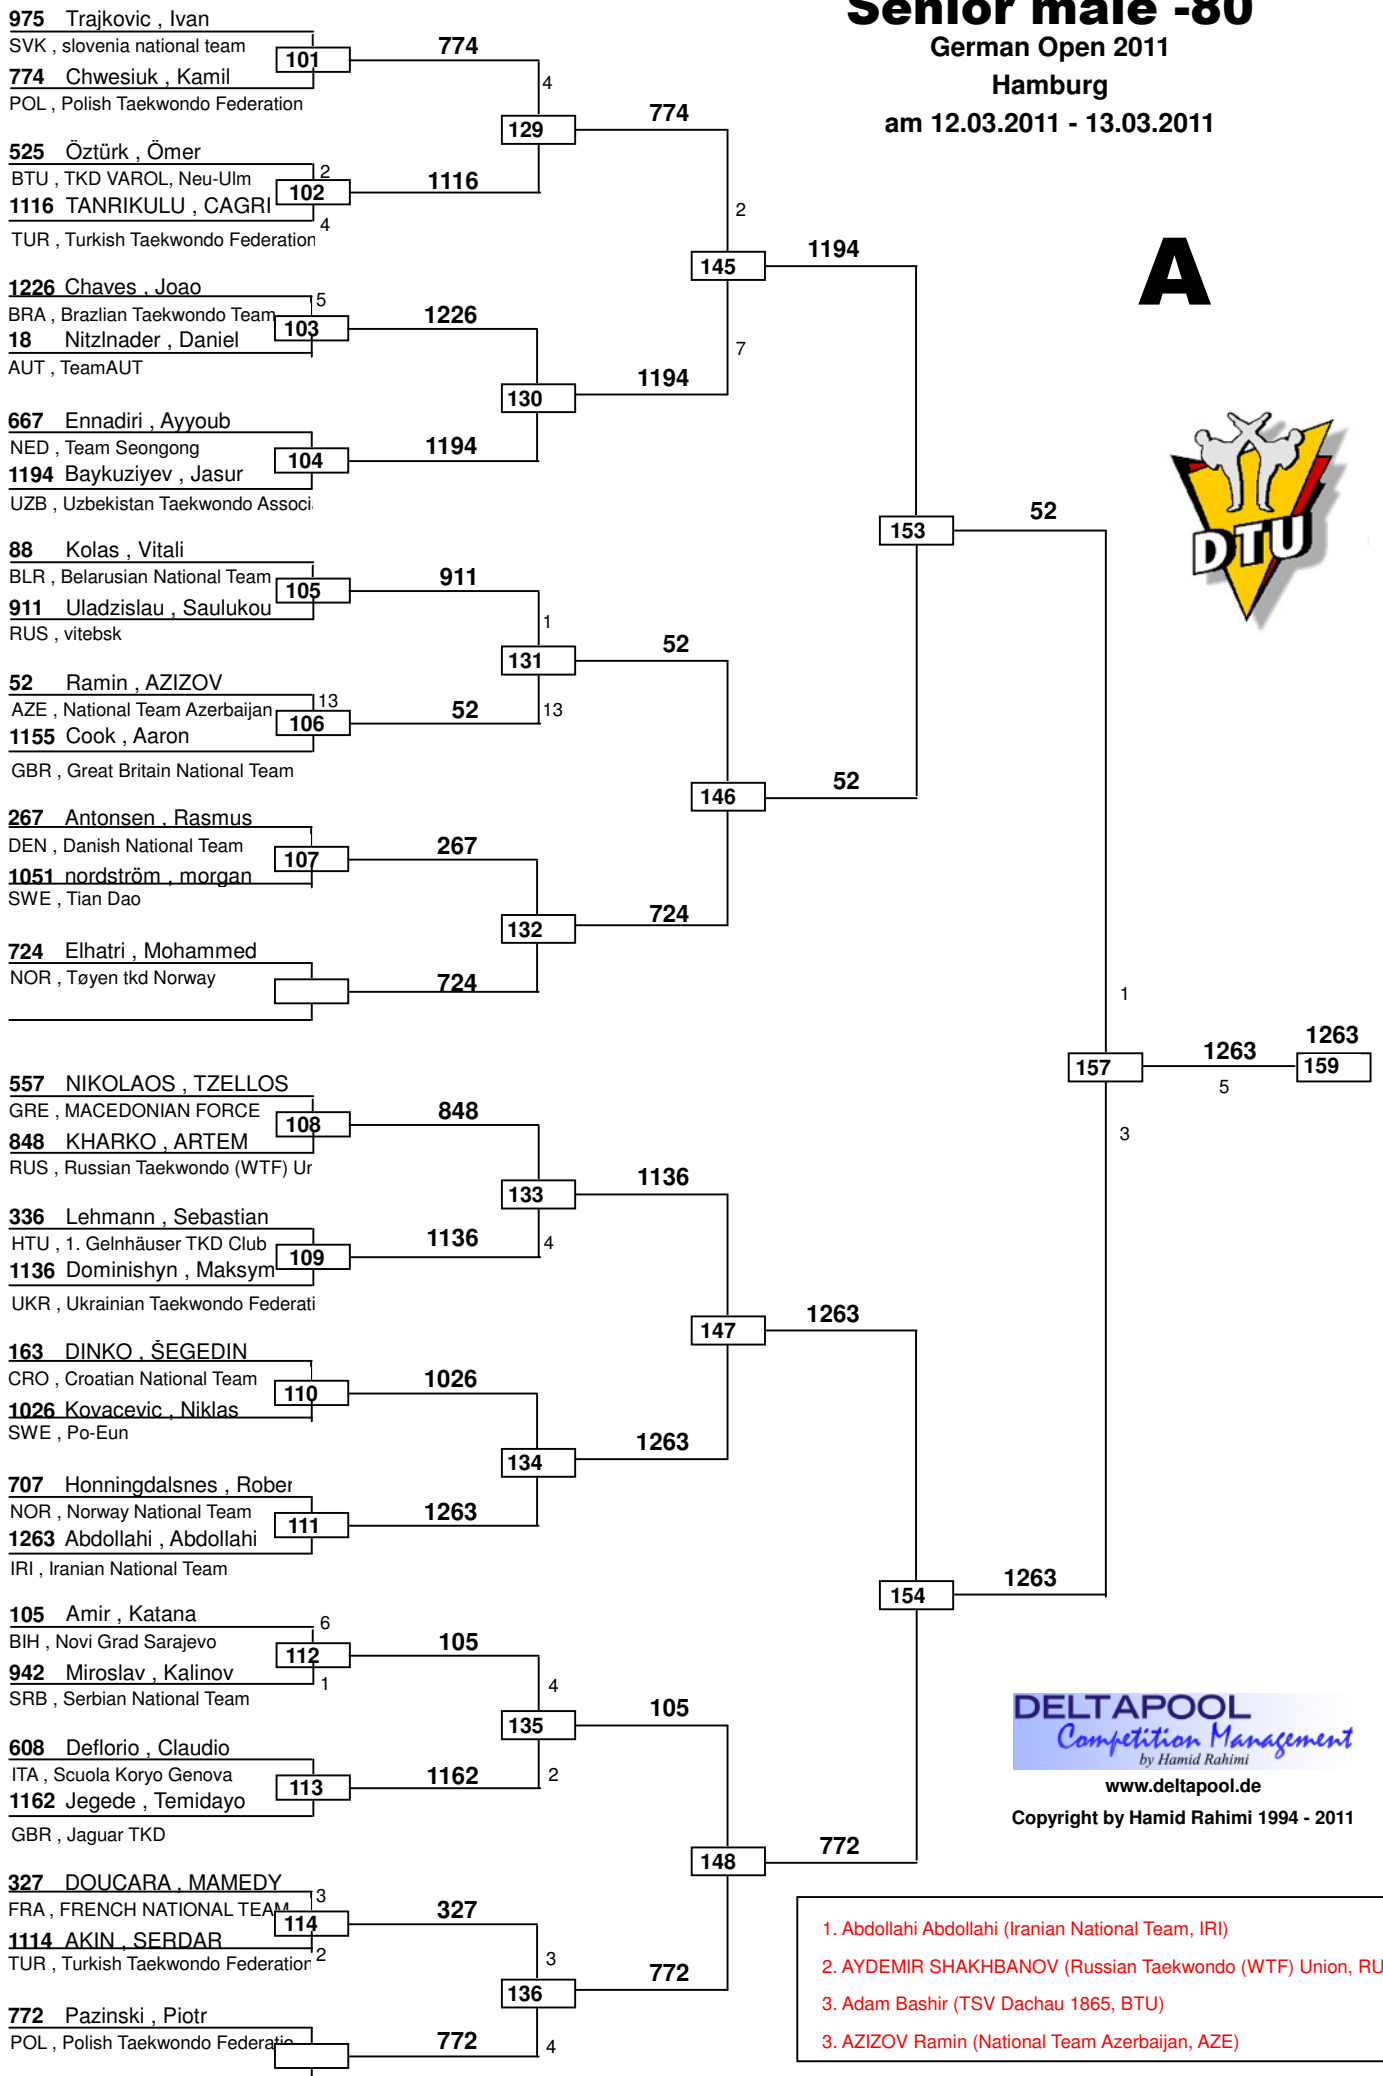 Senior male -80
German Open 2011
Hamburg
am 12.03.2011 - 13.03.2011
A
DTU
975 Trajkovic , Ivan
SVK , slovenia national team
101
774 Chwesiuk , Kamil
POL , Polish Taekwondo Federation
774
4
129
774
525 Öztürk , Ömer
2
BTU , TKD VAROL, Neu-Ulm
102
1116 TANRIKULU , CAGRI
4
TUR , Turkish Taekwondo Federation
1116
2
145
1194
1226 Chaves , Joao
5
BRA , Brazlian Taekwondo Team
103
18 Nitzlnader , Daniel
AUT , TeamAUT
1226
7
130
1194
667 Ennadiri , Ayyoub
NED , Team Seongong
104
1194 Baykuziyev , Jasur
UZB , Uzbekistan Taekwondo Associ
1194
153
52
88 Kolas , Vitali
BLR , Belarusian National Team
105
911 Uladzislau , Saulukou
RUS , vitebsk
911
1
131
52
52 Ramin , AZIZOV
13
AZE , National Team Azerbaijan
106
1155 Cook , Aaron
GBR , Great Britain National Team
52
13
146
52
267 Antonsen , Rasmus
DEN , Danish National Team
107
1051 nordström , morgan
SWE , Tian Dao
267
132
724
724 Elhatri , Mohammed
NOR , Tøyen tkd Norway
724
1
157
1263
5
1263
159
3
557 NIKOLAOS , TZELLOS
GRE , MACEDONIAN FORCE
108
848 KHARKO , ARTEM
RUS , Russian Taekwondo (WTF) Ur
848
133
1136
336 Lehmann , Sebastian
HTU , 1. Gelnhäuser TKD Club
109
1136 Dominishyn , Maksym
UKR , Ukrainian Taekwondo Federati
1136
4
147
1263
163 DINKO , ŠEGEDIN
CRO , Croatian National Team
110
1026 Kovacevic , Niklas
SWE , Po-Eun
1026
134
1263
707 Honningdalsnes , Rober
NOR , Norway National Team
111
1263 Abdollahi , Abdollahi
IRI , Iranian National Team
1263
154
1263
105 Amir , Katana
6
BIH , Novi Grad Sarajevo
112
942 Miroslav , Kalinov
1
SRB , Serbian National Team
105
4
135
105
608 Deflorio , Claudio
ITA , Scuola Koryo Genova
113
1162 Jegede , Temidayo
GBR , Jaguar TKD
1162
2
148
772
327 DOUCARA , MAMEDY
3
FRA , FRENCH NATIONAL TEAM
114
1114 AKIN , SERDAR
2
TUR , Turkish Taekwondo Federation
327
3
136
772
772 Pazinski , Piotr
POL , Polish Taekwondo Federatio
772
4
DELTAPOOL
Competition Management
by Hamid Rahimi
www.deltapool.de
Copyright by Hamid Rahimi 1994 - 2011
1. Abdollahi Abdollahi (Iranian National Team, IRI)
2. AYDEMIR SHAKHBANOV (Russian Taekwondo (WTF) Union, RU
3. Adam Bashir (TSV Dachau 1865, BTU)
3. AZIZOV Ramin (National Team Azerbaijan, AZE)